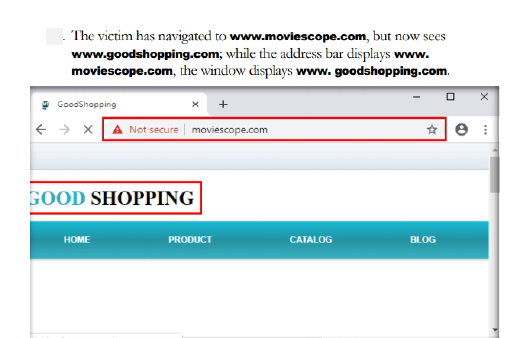 . The victim has navigated to www.moviescope.com, but now sees
www.goodshopping.com; while the address bar displays www.
moviescope.com, the window displays www. goodshopping.com.
GoodShopping
Not secure | moviescope.com
GOOD SHOPPING
HOME PRODUCT CATALOG BLOG